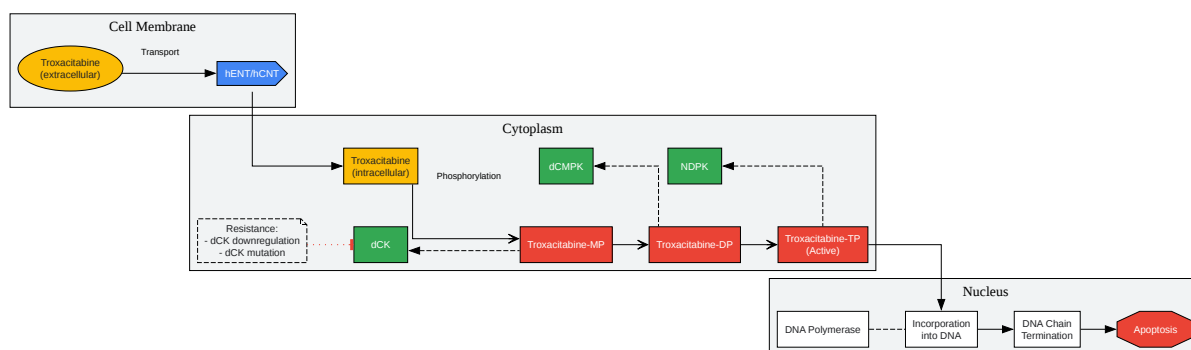 Cell Membrane
Transport
Troxacitabine
(extracellular)
hENT/hCNT
Cytoplasm
Troxacitabine
(intracellular)
Phosphorylation
dCMPK
NDPK
Resistance:
- dCK downregulation
- dCK mutation
dCK
Troxacitabine-MP
Troxacitabine-DP
Troxacitabine-TP
(Active)
Nucleus
DNA Polymerase
Incorporation
into DNA
DNA Chain
Termination
Apoptosis